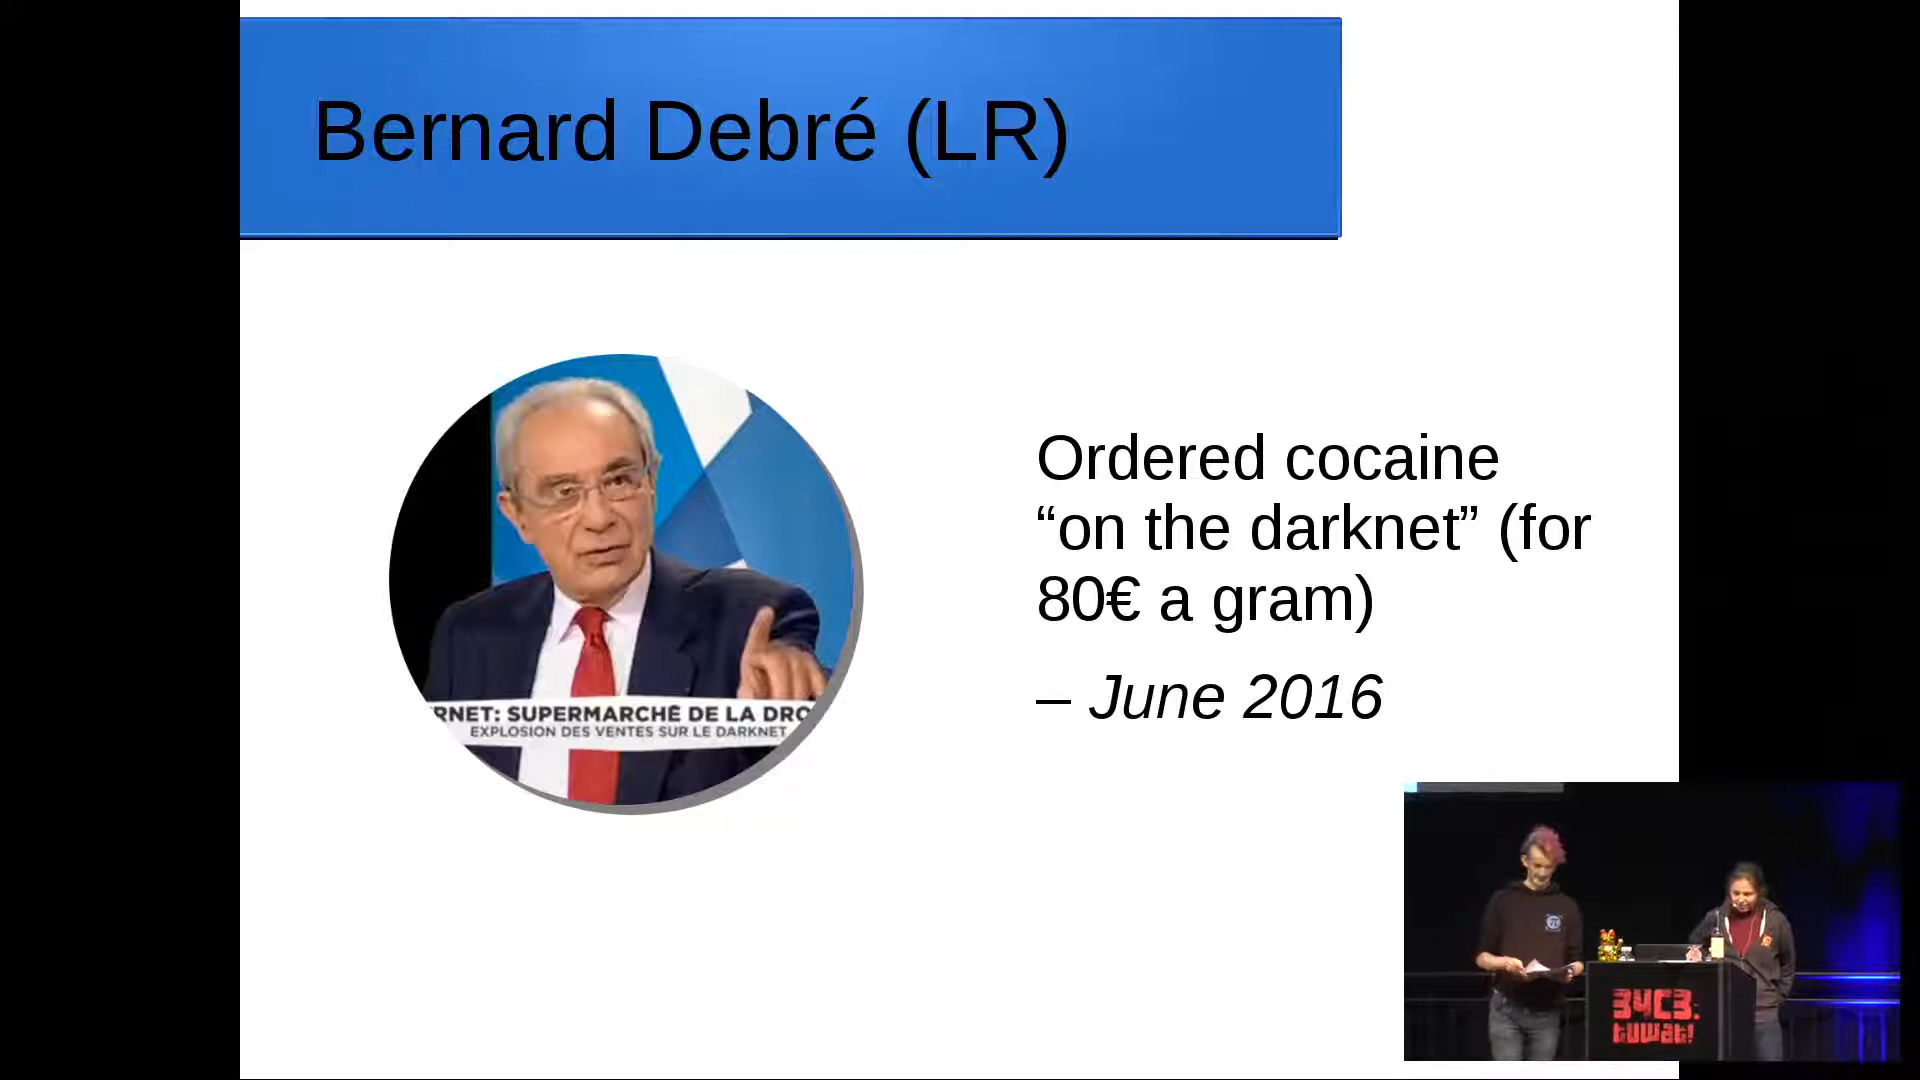 Bernard Debré (LR)
Ordered cocaine
“on the darknet” (for
80€ a gram)
– June 2016
RNET: SUPERMARCHÉ DE LA DRO
EXPLOSION DES VENTES SUR LE DARKNET
34C3:
tuwat!